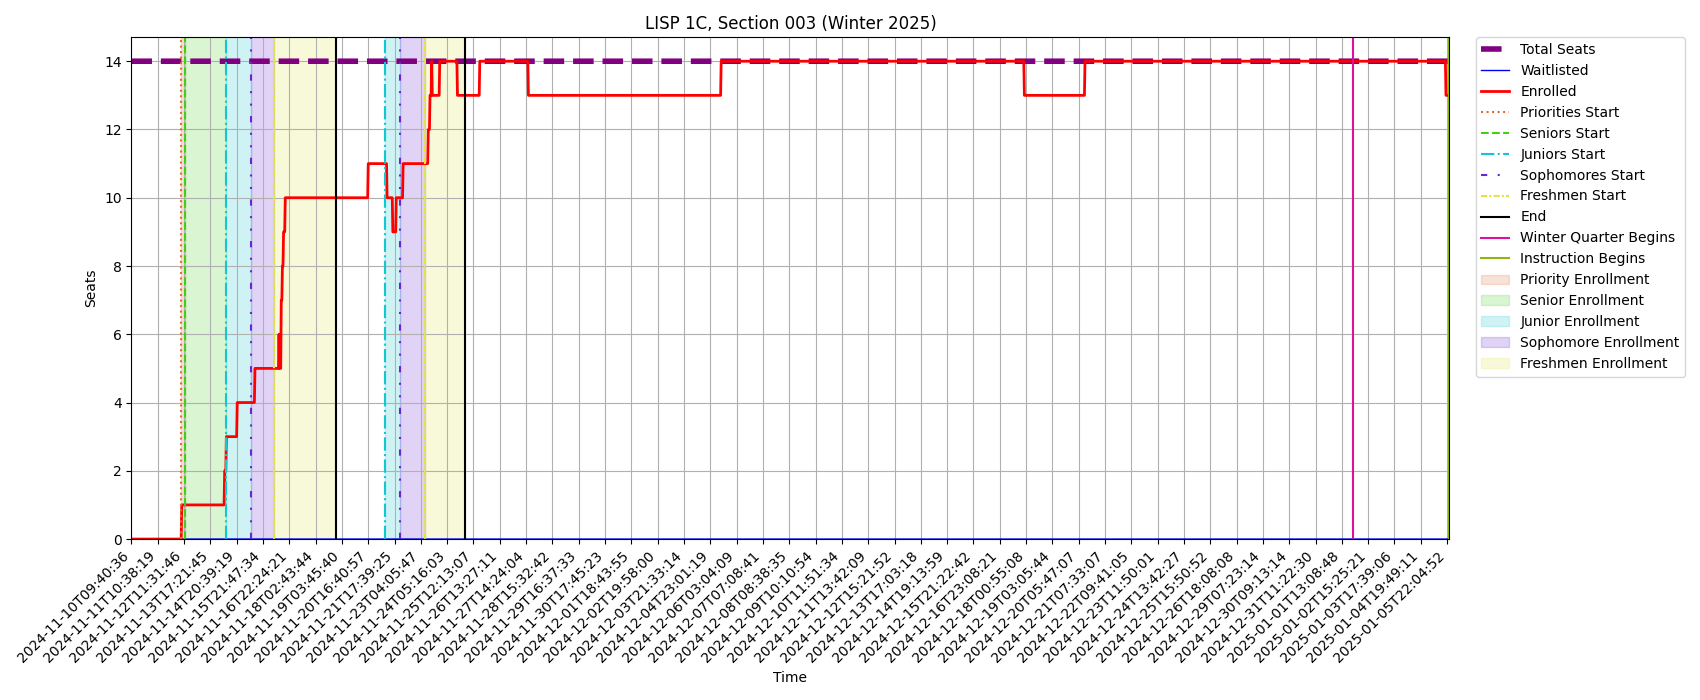 LISP 1C, Section 003 (Winter 2025)
Seats
14
12
10
8
6
4
2
0
2024-11-10T09:40:36
2024-11-11T10:38:19
2024-11-12T11:31:46
2024-11-13T17:21:45
2024-11-14T20:39:19
2024-11-15T21:47:34
2024-11-16T22:24:21
2024-11-18T02:43:44
2024-11-19T03:45:40
2024-11-20T16:40:57
2024-11-21T17:39:23
2024-11-23T04:05:47
2024-11-24T05:16:03
2024-11-25T12:13:07
2024-11-26T13:27:11
2024-11-27T14:24:04
2024-11-28T15:32:42
2024-11-29T16:37:33
2024-11-30T17:45:23
2024-12-01T18:43:55
2024-12-02T19:58:00
2024-12-03T21:33:14
2024-12-04T23:01:19
2024-12-06T03:04:09
2024-12-07T07:08:41
2024-12-08T08:38:35
2024-12-09T10:10:54
2024-12-10T11:51:34
2024-12-11T13:42:09
2024-12-12T15:21:52
2024-12-13T17:03:18
2024-12-14T19:13:59
2024-12-15T21:22:42
2024-12-16T23:08:21
2024-12-18T00:55:08
2024-12-19T03:05:44
2024-12-20T05:47:07
2024-12-21T07:33:07
2024-12-22T09:41:05
2024-12-23T11:50:01
2024-12-24T13:42:27
2024-12-25T15:50:52
2024-12-26T18:08:08
2024-12-29T07:23:14
2024-12-30T09:13:14
2024-12-31T11:22:30
2025-01-01T13:08:48
2025-01-02T15:25:21
2025-01-03T17:39:06
2025-01-04T19:49:11
2025-01-05T22:04:52
Time
Total Seats
Waitlisted
Enrolled
Priorities Start
Seniors Start
Juniors Start
Sophomores Start
Freshmen Start
End
Winter Quarter Begins
Instruction Begins
Priority Enrollment
Senior Enrollment
Junior Enrollment
Sophomore Enrollment
Freshmen Enrollment